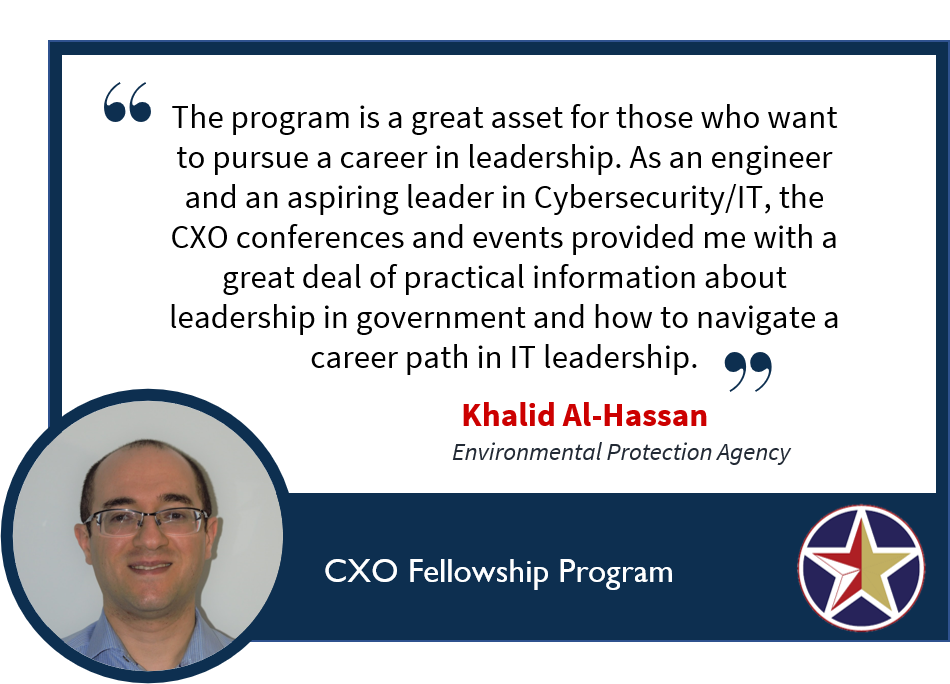 “ The program is a great asset for those who want
to pursue a career in leadership. As an engineer
and an aspiring leader in Cybersecurity/IT, the
CXO conferences and events provided me with a
great deal of practical information about
leadership in government and how to navigate a
career path in IT leadership. ”
Khalid Al-Hassan
Environmental Protection Agency
CXO Fellowship Program